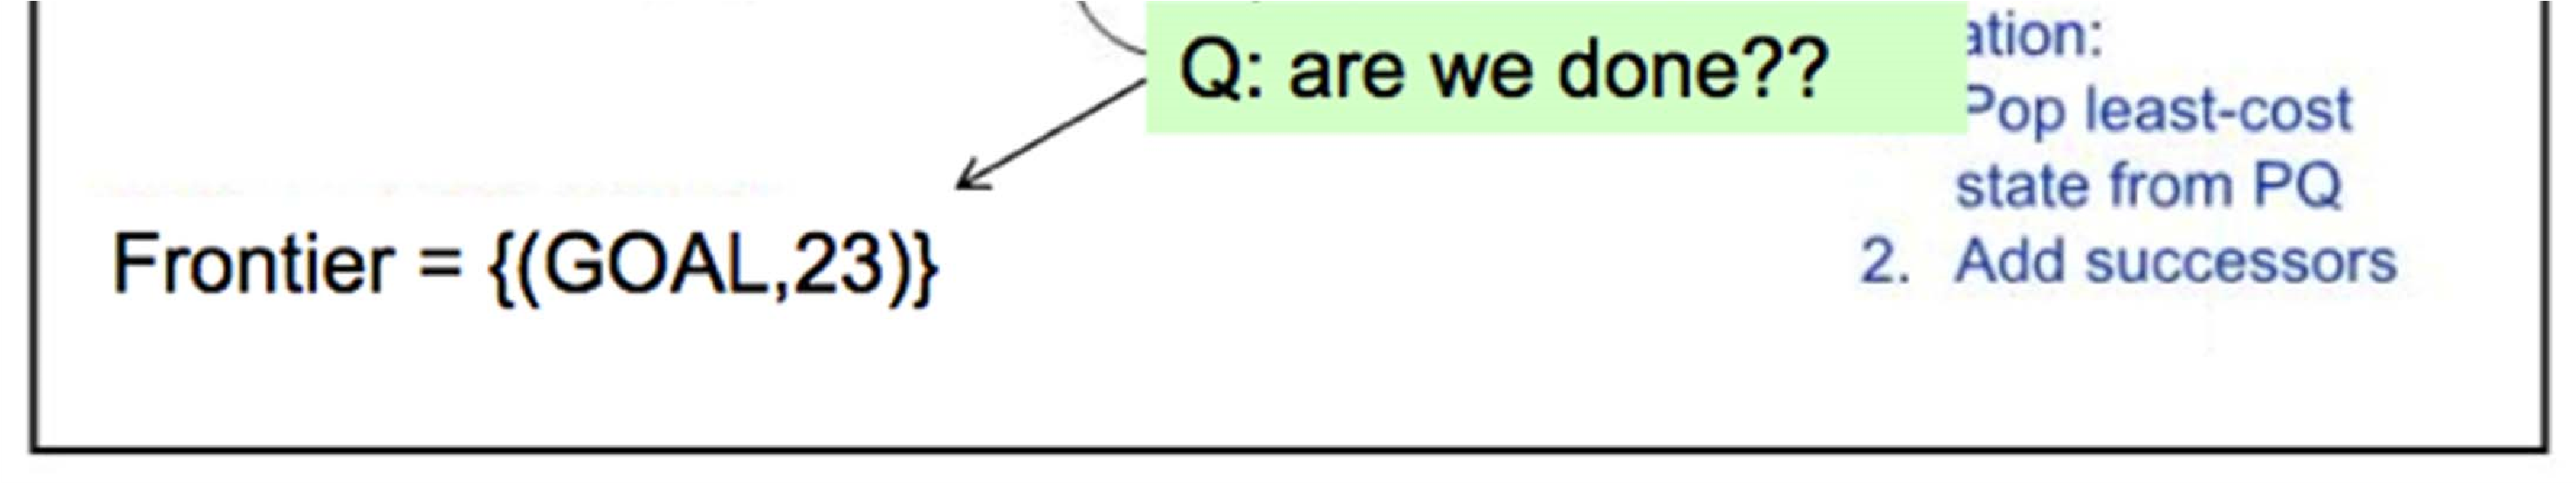 Q: are we done??
ation:
Pop least-cost
state from PQ
Frontier = {(GOAL,23)}
2. Add successors